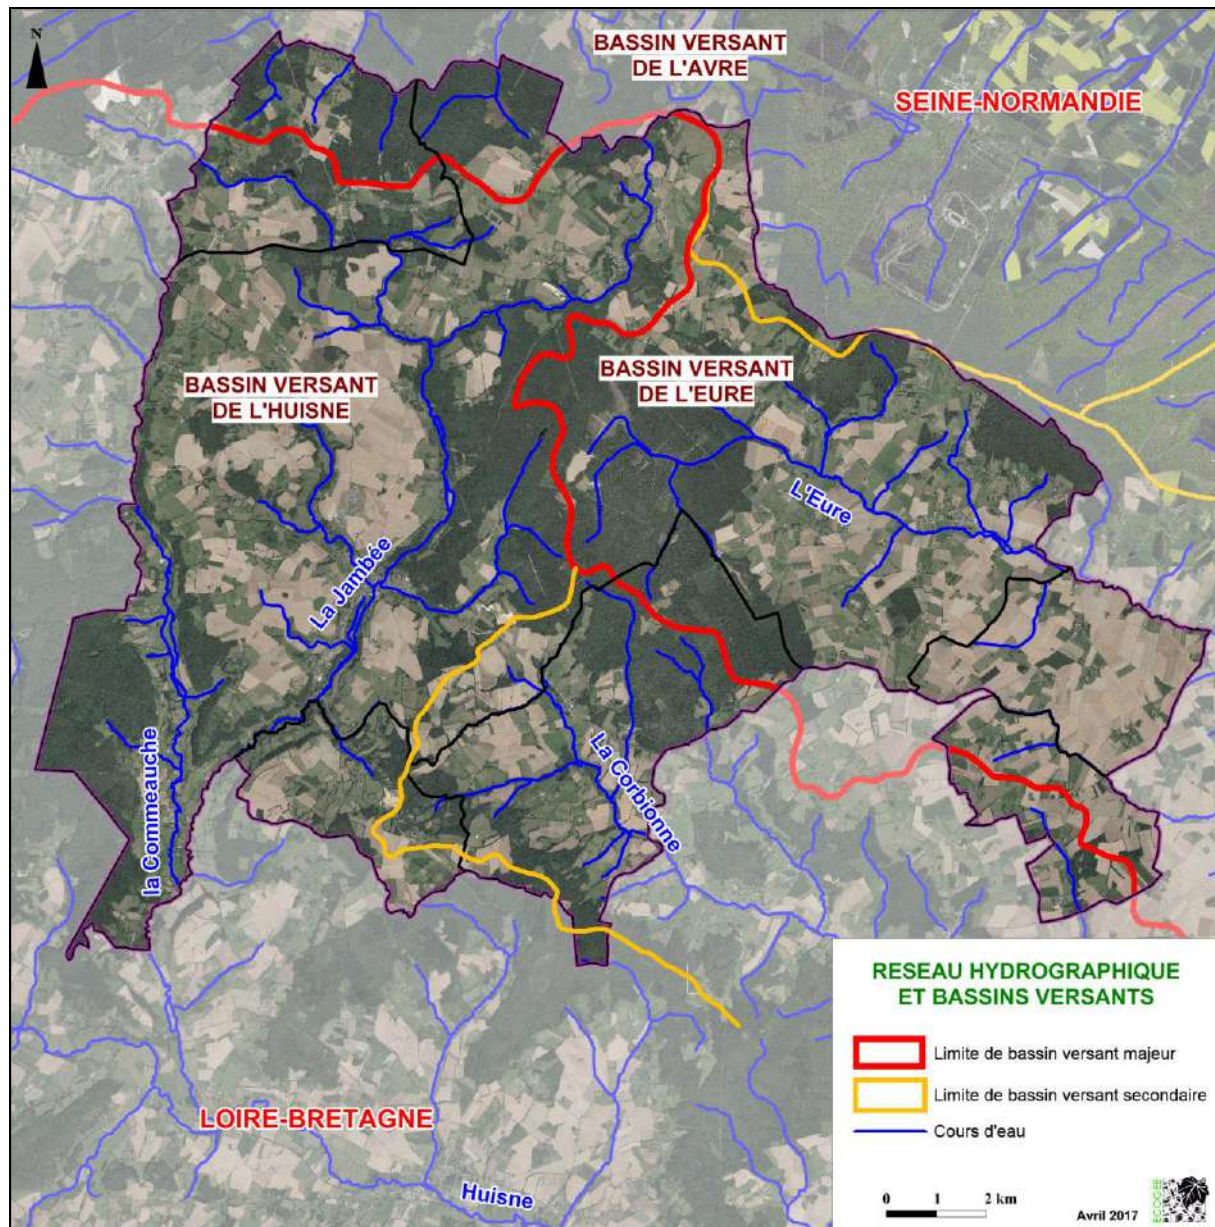 N
BASSIN VERSANT
DE L'AVRE
SEINE-NORMANDIE
BASSIN VERSANT
DE L'HUISNE
BASSIN VERSANT
DE L'EURE
L'Eure
La Jambée
la Commeauche
La Corbionne
LOIRE-BRETAGNE
Huisne
RESEAU HYDROGRAPHIQUE
ET BASSINS VERSANTS
Limite de bassin versant majeur
Limite de bassin versant secondaire
Cours d'eau
0 1 2 km
Avril 2017